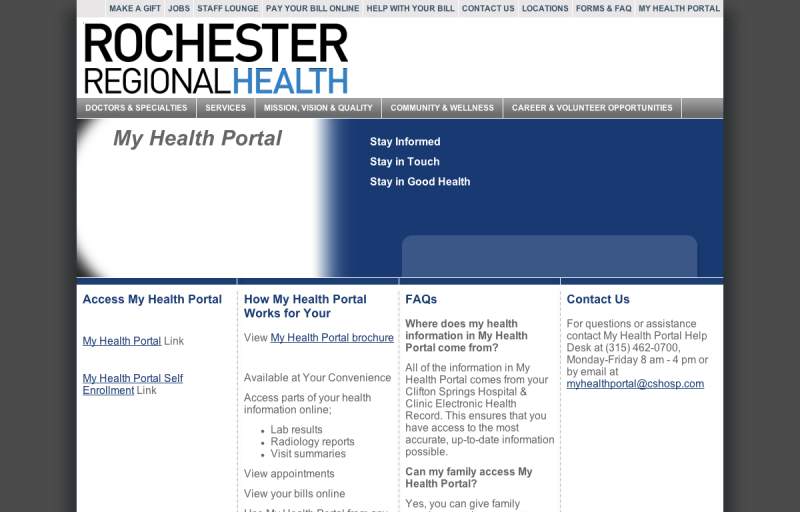 MAKE A GIFT JOBS STAFF LOUNGE PAY YOUR BILL ONLINE HELP WITH YOUR BILL CONTACT US LOCATIONS FORMS & FAQ MY HEALTH PORTAL
ROCHESTER
REGIONALHEALTH
DOCTORS & SPECIALTIES SERVICES MISSION, VISION & QUALITY COMMUNITY & WELLNESS CAREER & VOLUNTEER OPPORTUNITIES
My Health Portal
Stay Informed
Stay in Touch
Stay in Good Health
Access My Health Portal
My Health Portal Link
My Health Portal Self
Enrollment Link
How My Health Portal
Works for Your
View My Health Portal brochure
Available at Your Convenience
Access parts of your health
information online;
• Lab results
• Radiology reports
• Visit summaries
View appointments
View your bills online
FAQs
Where does my health
information in My Health
Portal come from?
All of the information in My
Health Portal comes from your
Clifton Springs Hospital &
Clinic Electronic Health
Record. This ensures that you
have access to the most
accurate, up-to-date information
possible.
Can my family access My
Health Portal?
Yes, you can give family
Contact Us
For questions or assistance
contact My Health Portal Help
Desk at (315) 462-0700,
Monday-Friday 8 am - 4 pm or
by email at
myhealthportal@cshosp.com